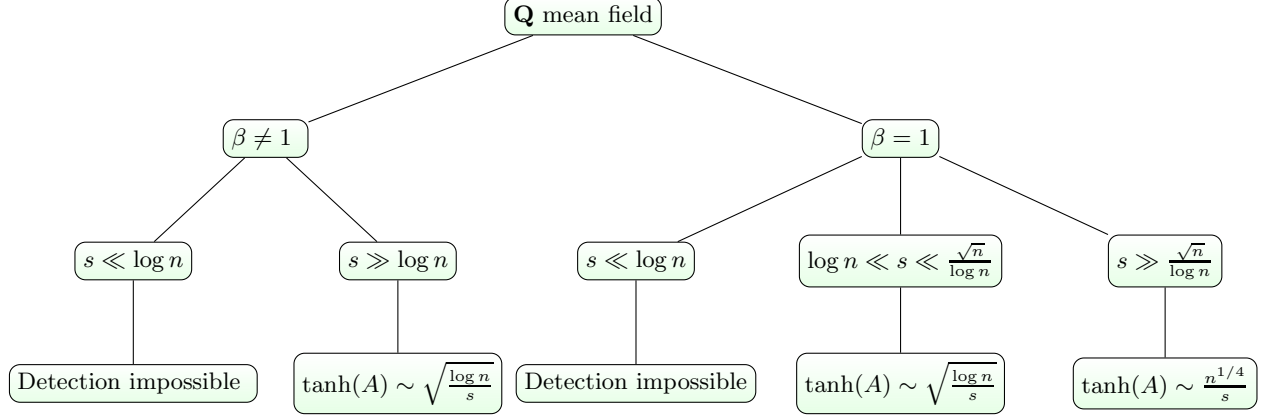 Q mean field
β ≠ 1
β = 1
s ≪ log n
s ≫ log n
s ≪ log n
log n ≪ s ≪ √n / log n
s ≫ √n / log n
Detection impossible
tanh(A) ∼ √(log n / s)
Detection impossible
tanh(A) ∼ √(log n / s)
tanh(A) ∼ n^{1/4} / s